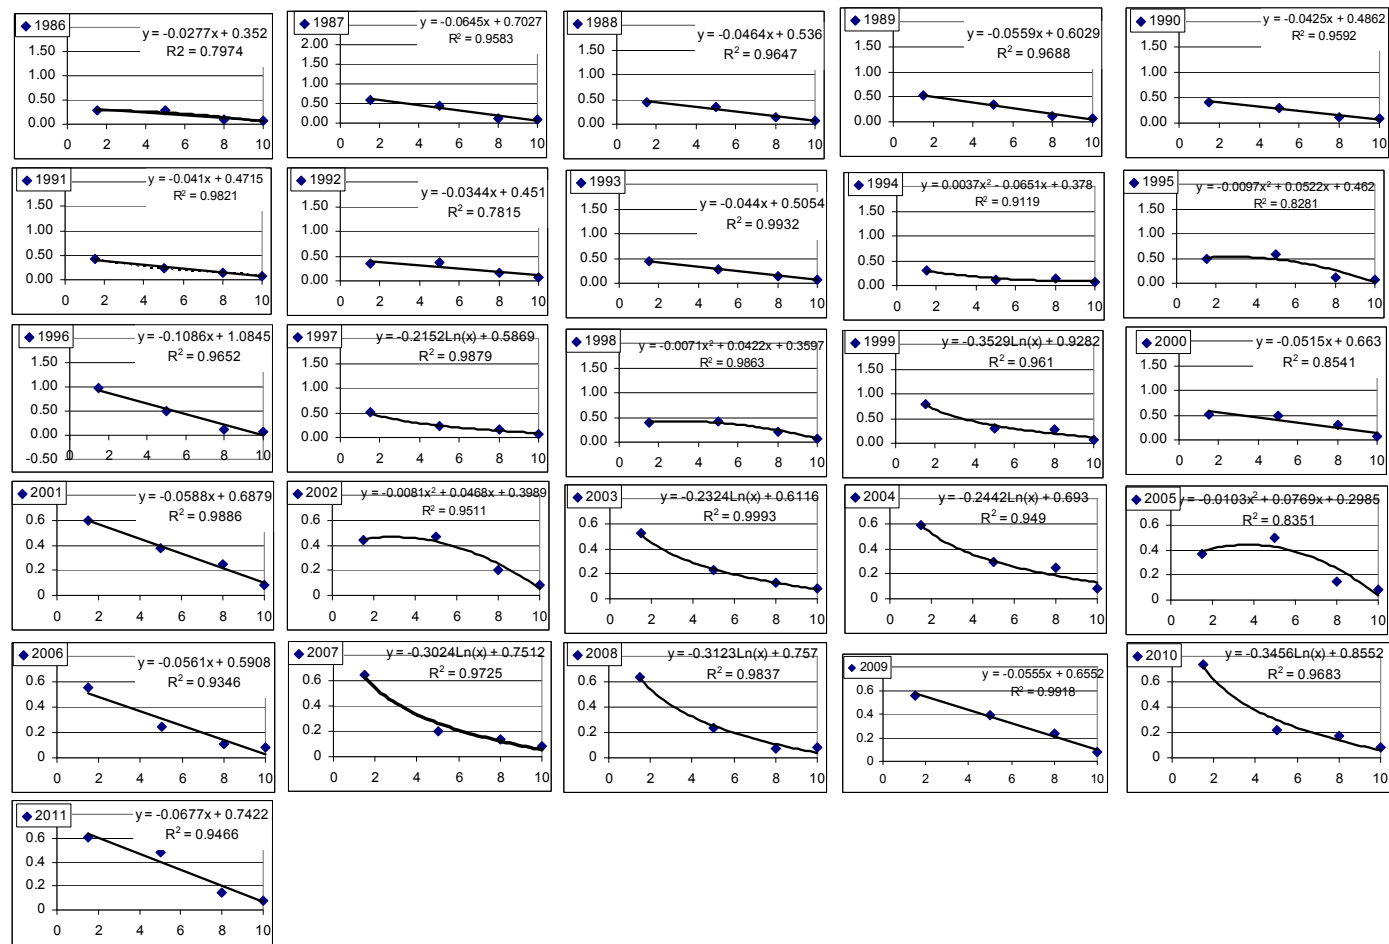 1986
y = -0.0277x + 0.352
R2 = 0.7974
1.50
1.00
0.50
0.00
0 2 4 6 8 10
1987
y = -0.0645x + 0.7027
R² = 0.9583
2.00
1.50
1.00
0.50
0.00
0 2 4 6 8 10
1988
y = -0.0464x + 0.536
R² = 0.9647
1.50
1.00
0.50
0.00
0 2 4 6 8 10
1989
y = -0.0559x + 0.6029
R² = 0.9688
1.50
1.00
0.50
0.00
0 2 4 6 8 10
1990
y = -0.0425x + 0.4862
R² = 0.9592
1.50
1.00
0.50
0.00
0 2 4 6 8 10
1991
y = -0.041x + 0.4715
R² = 0.9821
1.50
1.00
0.50
0.00
0 2 4 6 8 10
1992
y = -0.0344x + 0.451
R² = 0.7815
1.50
1.00
0.50
0.00
0 2 4 6 8 10
1993
y = -0.044x + 0.5054
R² = 0.9932
1.50
1.00
0.50
0.00
0 2 4 6 8 10
1994
y = 0.0037x² - 0.0651x + 0.378
R² = 0.9119
1.50
1.00
0.50
0.00
0 2 4 6 8 10
1995
y = -0.0097x² + 0.0522x + 0.462
R² = 0.8281
1.50
1.00
0.50
0.00
0 2 4 6 8 10
1996
y = -0.1086x + 1.0845
R² = 0.9652
1.50
1.00
0.50
0.00
-0.50
0 2 4 6 8 10
1997
y = -0.2152Ln(x) + 0.5869
R² = 0.9879
1.50
1.00
0.50
0.00
0 2 4 6 8 10
1998
y = -0.0071x² + 0.0422x + 0.3597
R² = 0.9863
1.50
1.00
0.50
0.00
0 2 4 6 8 10
1999
y = -0.3529Ln(x) + 0.9282
R² = 0.961
1.50
1.00
0.50
0.00
0 2 4 6 8 10
2000
y = -0.0515x + 0.663
R² = 0.8541
1.50
1.00
0.50
0.00
0 2 4 6 8 10
2001
y = -0.0588x + 0.6879
R² = 0.9886
0.6
0.4
0.2
0
0 2 4 6 8 10
2002
y = -0.0081x² + 0.0468x + 0.3989
R² = 0.9511
0.6
0.4
0.2
0
0 2 4 6 8 10
2003
y = -0.2324Ln(x) + 0.6116
R² = 0.9993
0.6
0.4
0.2
0
0 2 4 6 8 10
2004
y = -0.2442Ln(x) + 0.693
R² = 0.949
0.6
0.4
0.2
0
0 2 4 6 8 10
2005
y = -0.0103x² + 0.0769x + 0.2985
R² = 0.8351
0.6
0.4
0.2
0
0 2 4 6 8 10
2006
y = -0.0561x + 0.5908
R² = 0.9346
0.6
0.4
0.2
0
0 2 4 6 8 10
2007
y = -0.3024Ln(x) + 0.7512
R² = 0.9725
0.6
0.4
0.2
0
0 2 4 6 8 10
2008
y = -0.3123Ln(x) + 0.757
R² = 0.9837
0.6
0.4
0.2
0
0 2 4 6 8 10
2009
y = -0.0555x + 0.6552
R² = 0.9918
0.6
0.4
0.2
0
0 2 4 6 8 10
2010
y = -0.3456Ln(x) + 0.8552
R² = 0.9683
0.6
0.4
0.2
0
0 2 4 6 8 10
2011
y = -0.0677x + 0.7422
R² = 0.9466
0.6
0.4
0.2
0
0 2 4 6 8 10